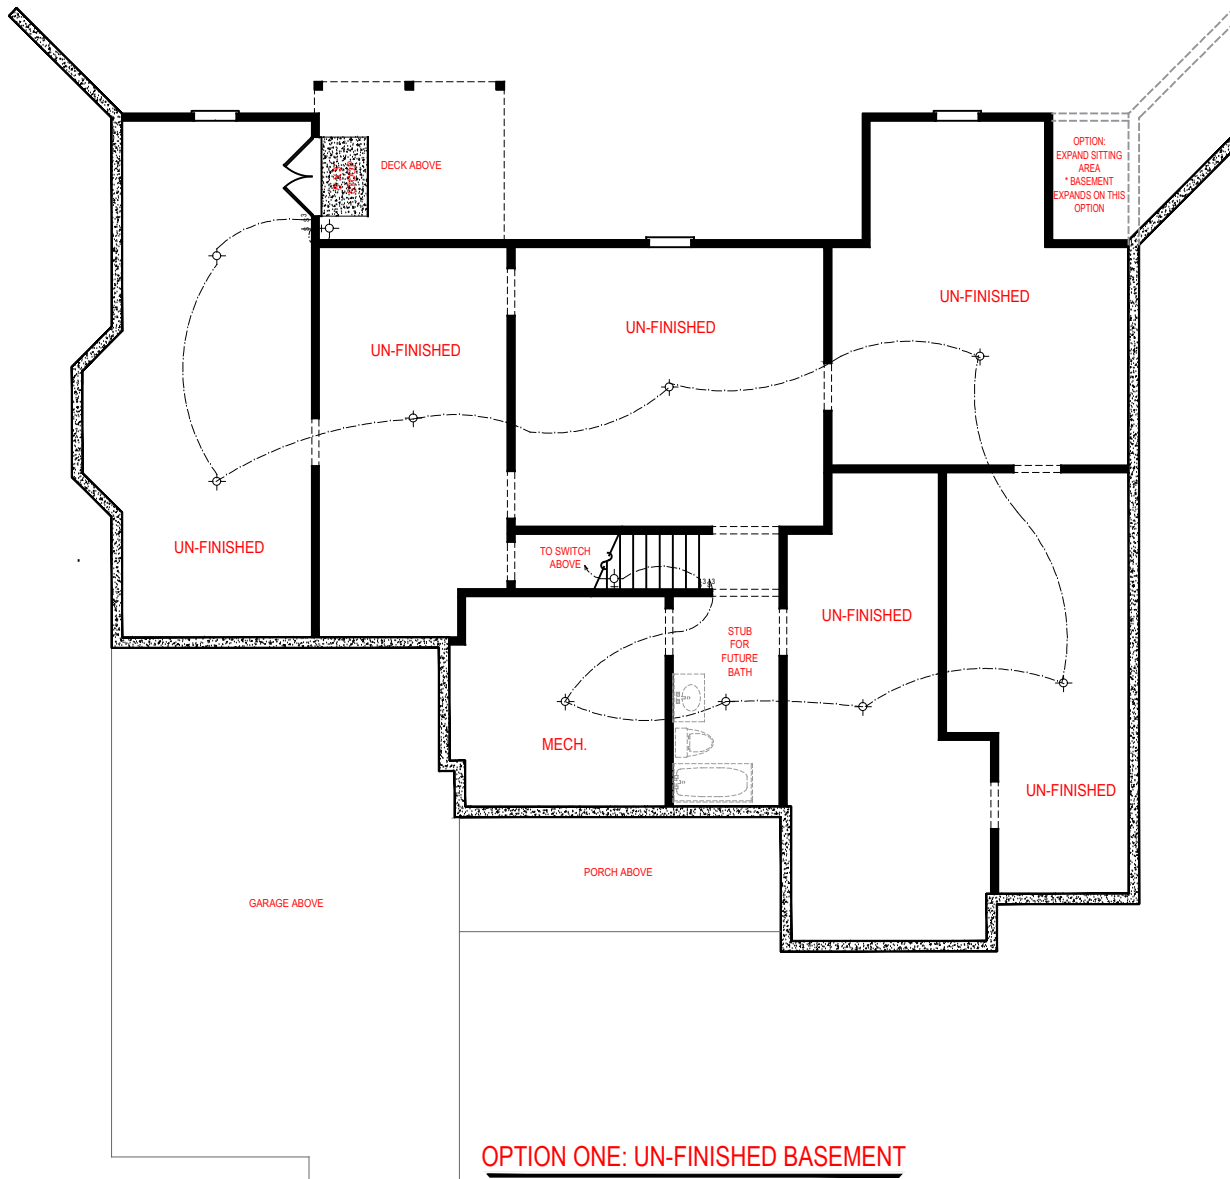 OPTION:
EXPAND SITTING
AREA
* BASEMENT
EXPANDS ON THIS
OPTION
DECK ABOVE
UN-FINISHED
UN-FINISHED
UN-FINISHED
UN-FINISHED
TO SWITCH
ABOVE
UN-FINISHED
STUB
FOR
FUTURE
BATH
MECH.
UN-FINISHED
PORCH ABOVE
GARAGE ABOVE
OPTION ONE: UN-FINISHED BASEMENT